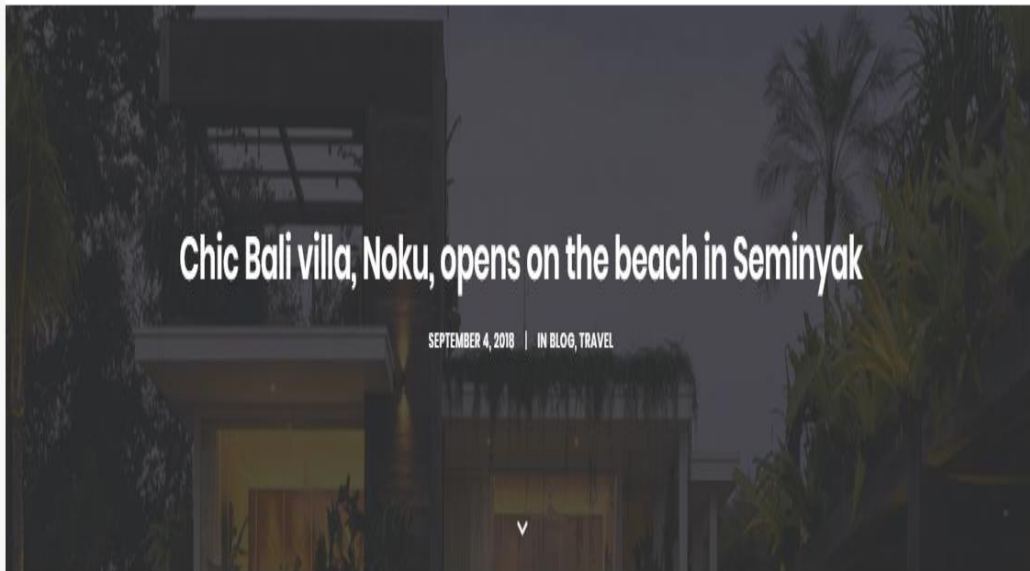 Chic Bali villa, Noku, opens on the beach in Seminyak
SEPTEMBER 4, 2018 | IN BLOG, TRAVEL